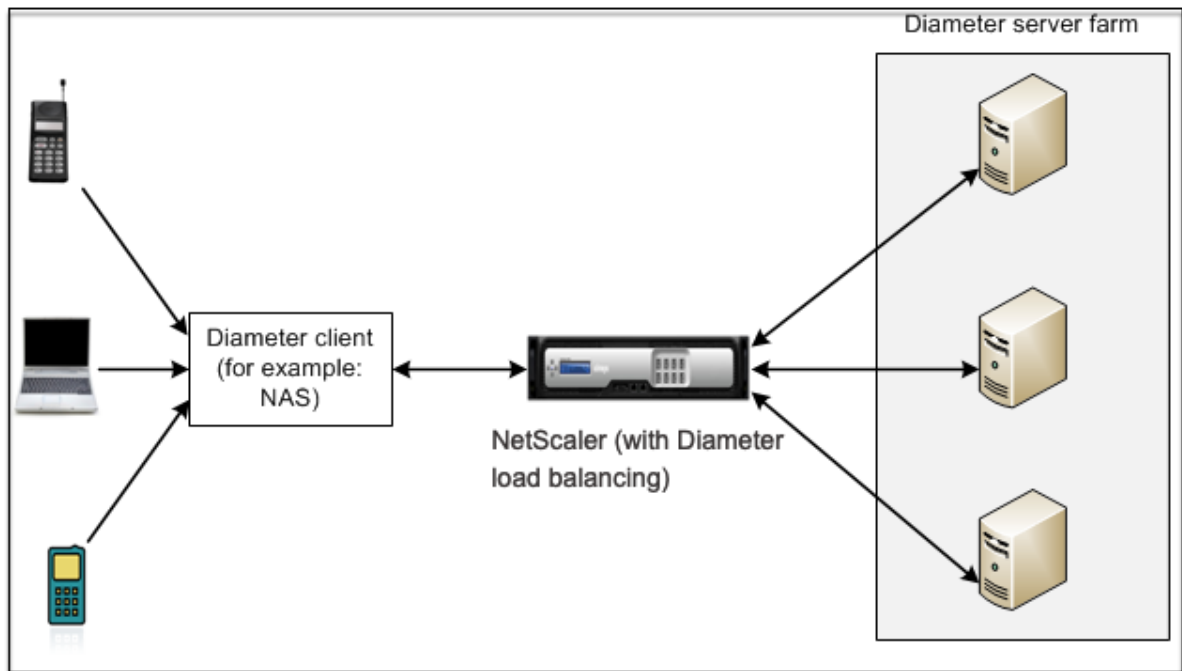 Diameter server farm
Diameter client
(for example:
NAS)
NetScaler (with Diameter
load balancing)